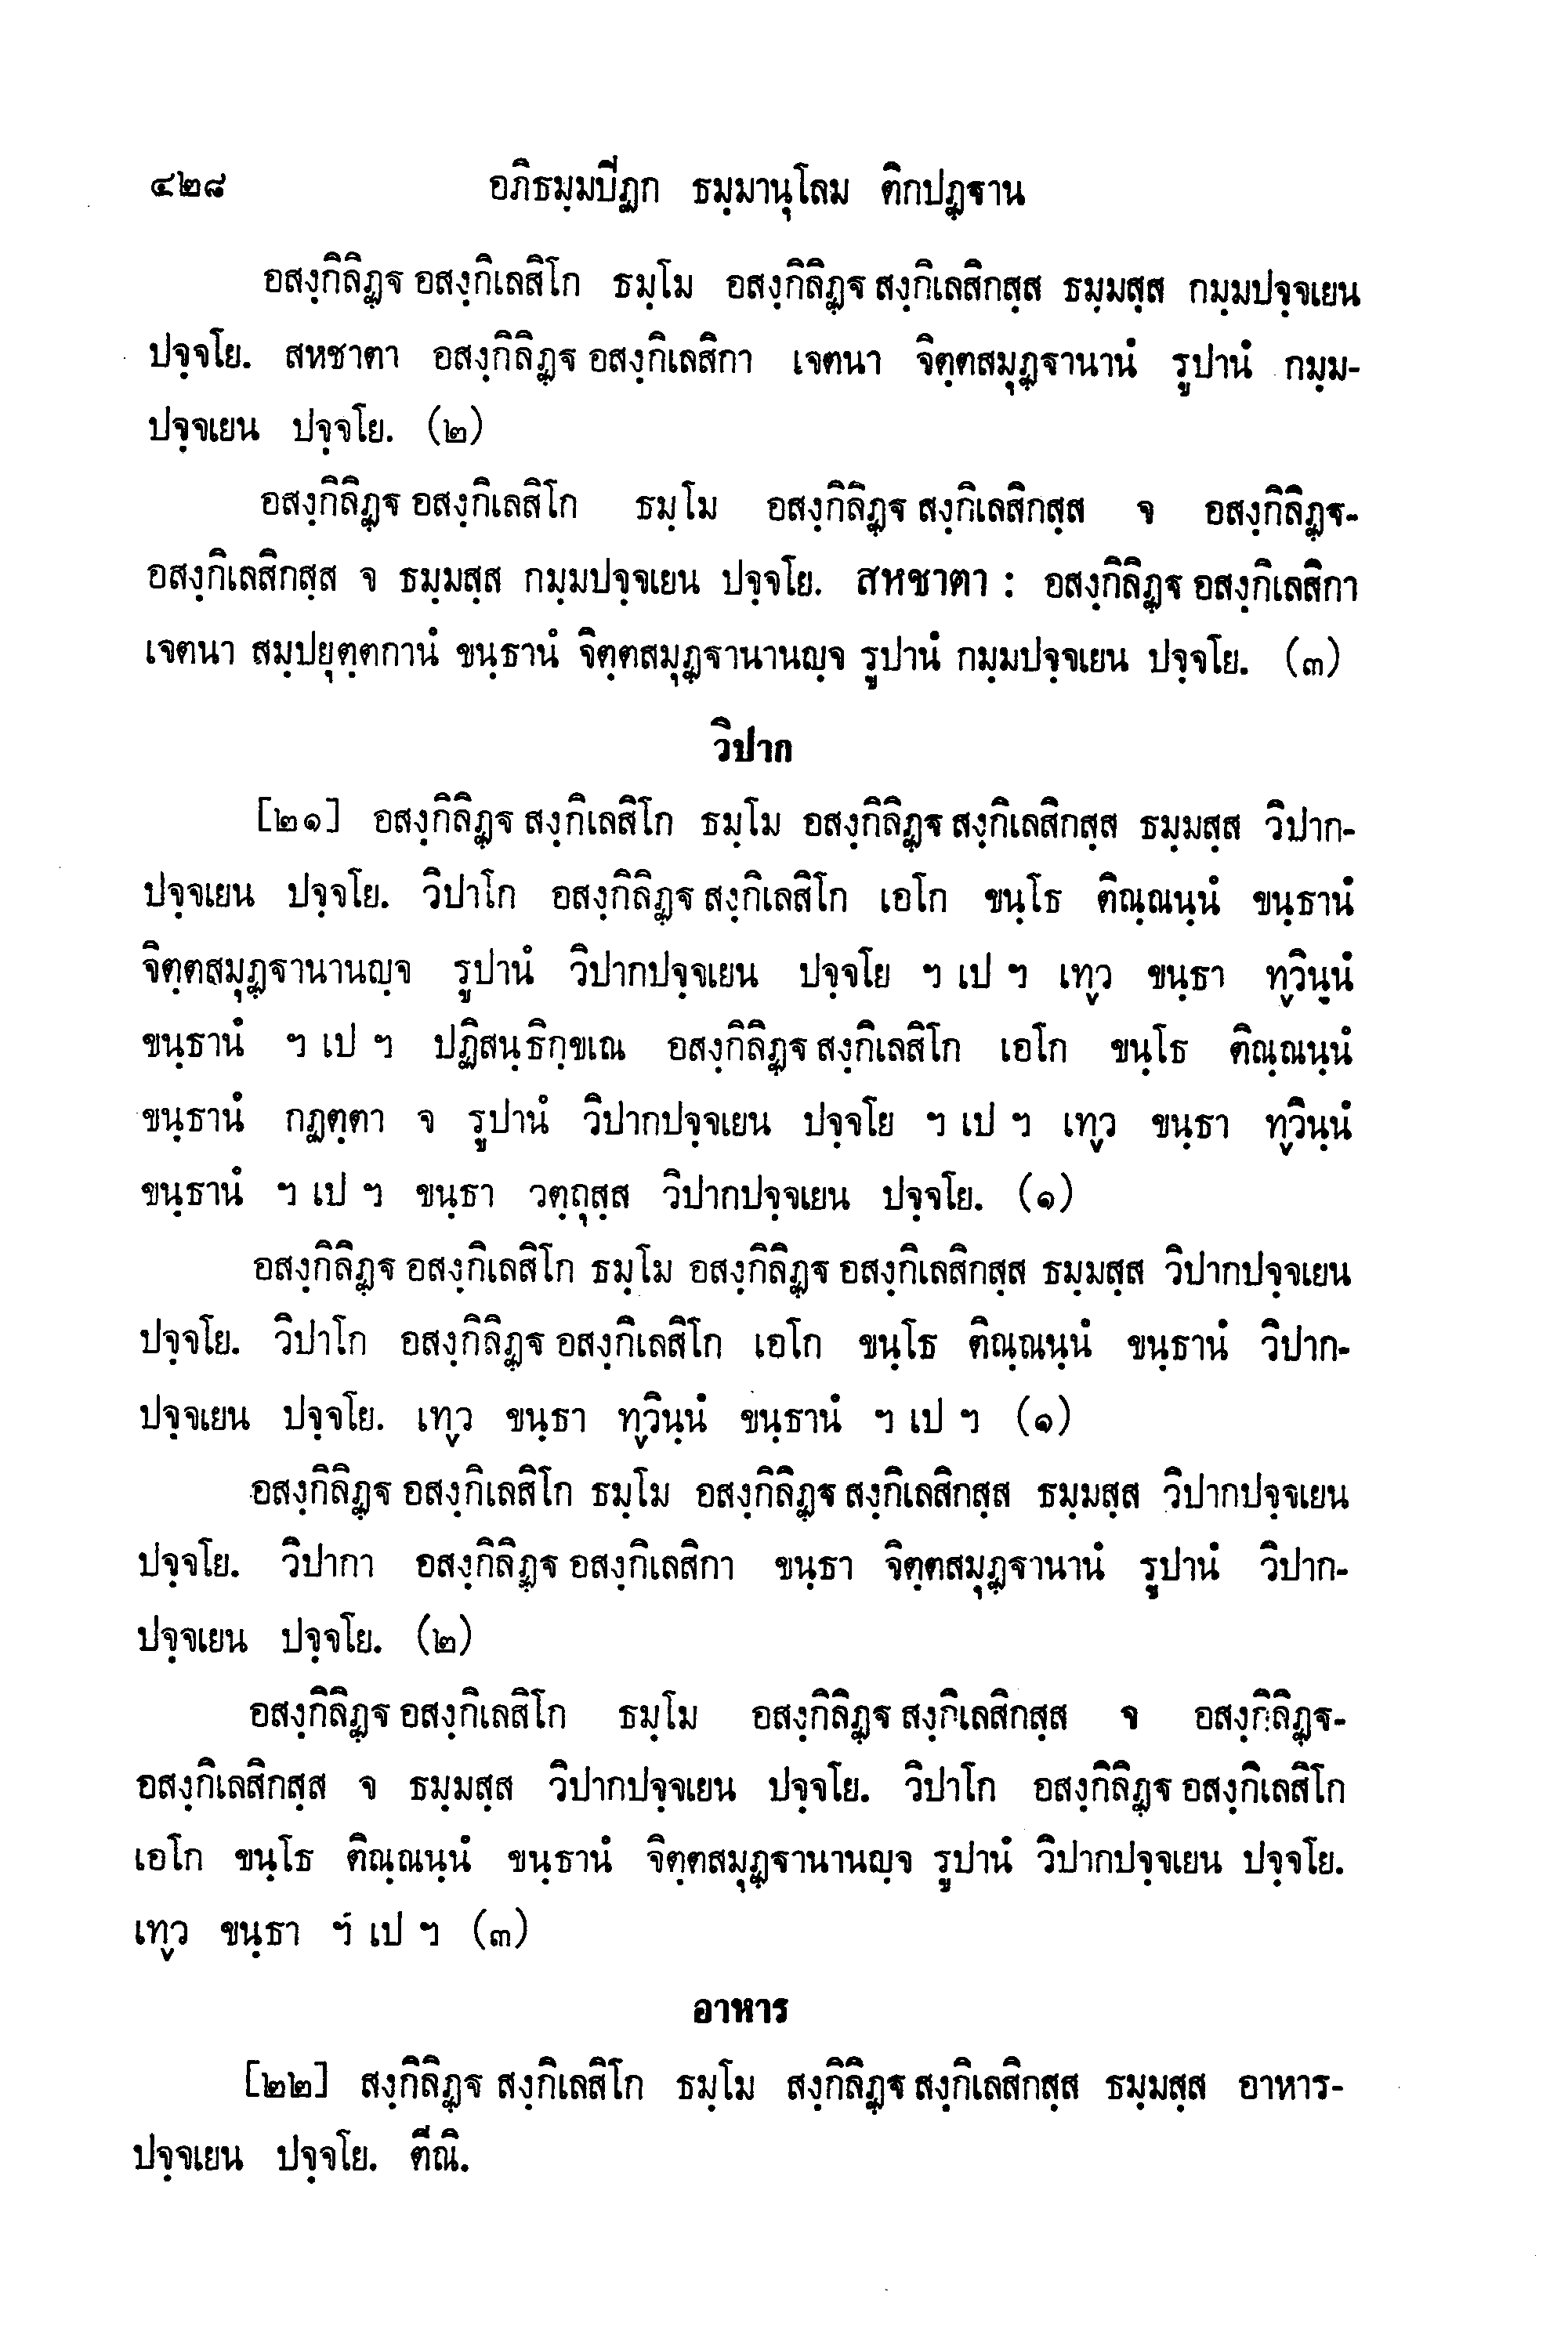 ๔๒๘ อภิธมฺมปิฏก ธมฺมานุโลม ติกปฏฺฐาน
อสงฺกิลิฏฺฐ อสงฺกิเลสิโก ธมฺโม อสงฺกิลิฏฺฐ สงฺกิเลสิกสฺส ธมฺมสฺส กมฺมปจฺจเยน
ปจฺจโย. สหชาตา อสงฺกิลิฏฺฐ อสงฺกิเลสิกา เจตนา จิตฺตสมุฏฺฐานานํ รูปานํ กมฺม-
ปจฺจเยน ปจฺจโย. (๒)
อสงฺกิลิฏฺฐ อสงฺกิเลสิโก ธมฺโม อสงฺกิลิฏฺฐ สงฺกิเลสิกสฺส จ อสงฺกิลิฏฺฐ-
อสงฺกิเลสิกสฺส จ ธมฺมสฺส กมฺมปจฺจเยน ปจฺจโย. สหชาตา : อสงฺกิลิฏฺฐ อสงฺกิเลสิกา
เจตนา สมฺปยุตฺตกานํ ขนฺธานํ จิตฺตสมุฏฺฐานานญฺจ รูปานํ กมฺมปจฺจเยน ปจฺจโย. (๓)
วิปาก
[๒๑] อสงฺกิลิฏฺฐ สงฺกิเลสิโก ธมฺโม อสงฺกิลิฏฺฐ สงฺกิเลสิกสฺส ธมฺมสฺส วิปาก-
ปจฺจเยน ปจฺจโย. วิปาโก อสงฺกิลิฏฺฐ สงฺกิเลสิโก เอโก ขนฺโธ ติณฺณนฺนํ ขนฺธานํ
จิตฺตสมุฏฺฐานานญฺจ รูปานํ วิปากปจฺจเยน ปจฺจโย ฯ เป ฯ เทฺว ขนฺธา ทฺวินฺนํ
ขนฺธานํ ฯ เป ฯ ปฏิสนฺธิกฺขเณ อสงฺกิลิฏฺฐ สงฺกิเลสิโก เอโก ขนฺโธ ติณฺณนฺนํ
ขนฺธานํ กฏตฺตา จ รูปานํ วิปากปจฺจเยน ปจฺจโย ฯ เป ฯ เทฺว ขนฺธา ทฺวินฺนํ
ขนฺธานํ ฯ เป ฯ ขนฺธา วตฺถุสฺส วิปากปจฺจเยน ปจฺจโย. (๑)
อสงฺกิลิฏฺฐ อสงฺกิเลสิโก ธมฺโม อสงฺกิลิฏฺฐ อสงฺกิเลสิกสฺส ธมฺมสฺส วิปากปจฺจเยน
ปจฺจโย. วิปาโก อสงฺกิลิฏฺฐ อสงฺกิเลสิโก เอโก ขนฺโธ ติณฺณนฺนํ ขนฺธานํ วิปาก-
ปจฺจเยน ปจฺจโย. เทฺว ขนฺธา ทฺวินฺนํ ขนฺธานํ ฯ เป ฯ (๑)
อสงฺกิลิฏฺฐ อสงฺกิเลสิโก ธมฺโม อสงฺกิลิฏฺฐ สงฺกิเลสิกสฺส ธมฺมสฺส วิปากปจฺจเยน
ปจฺจโย. วิปากา อสงฺกิลิฏฺฐ อสงฺกิเลสิกา ขนฺธา จิตฺตสมุฏฺฐานานํ รูปานํ วิปาก-
ปจฺจเยน ปจฺจโย. (๒)
อสงฺกิลิฏฺฐ อสงฺกิเลสิโก ธมฺโม อสงฺกิลิฏฺฐ สงฺกิเลสิกสฺส จ อสงฺกิลิฏฺฐ-
อสงฺกิเลสิกสฺส จ ธมฺมสฺส วิปากปจฺจเยน ปจฺจโย. วิปาโก อสงฺกิลิฏฺฐ อสงฺกิเลสิโก
เอโก ขนฺโธ ติณฺณนฺนํ ขนฺธานํ จิตฺตสมุฏฺฐานานญฺจ รูปานํ วิปากปจฺจเยน ปจฺจโย.
เทฺว ขนฺธา ฯ เป ฯ (๓)
อาหาร
[๒๒] สงฺกิลิฏฺฐ สงฺกิเลสิโก ธมฺโม สงฺกิลิฏฺฐ สงฺกิเลสิกสฺส ธมฺมสฺส อาหาร-
ปจฺจเยน ปจฺจโย. ตีณิ.